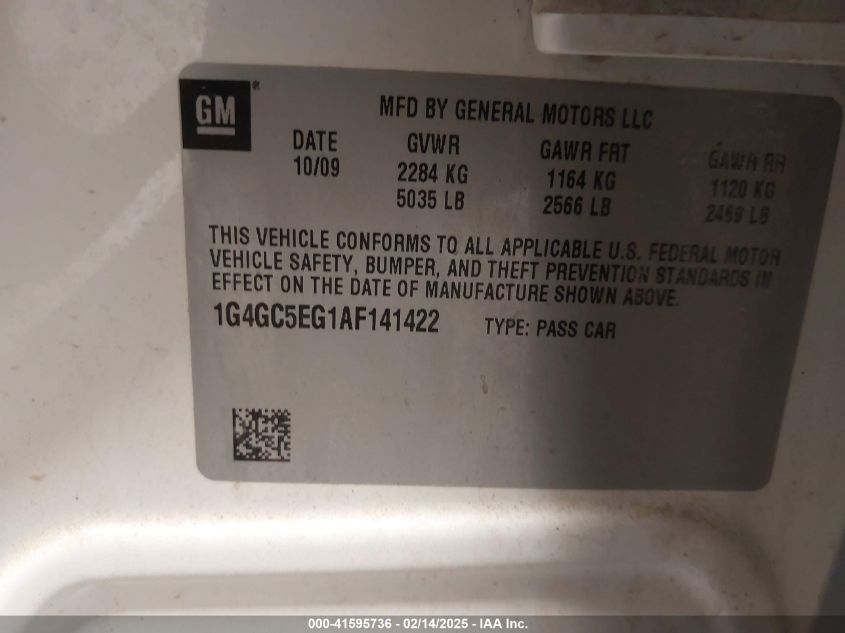 GM®
MFD BY GENERAL MOTORS LLC
DATE GVWR GAWR FRT GAWR RR
10/09 2284 KG 1164 KG 1120 KG
5035 LB 2566 LB 2469 LB
THIS VEHICLE CONFORMS TO ALL APPLICABLE U.S. FEDERAL MOTOR
VEHICLE SAFETY, BUMPER, AND THEFT PREVENTION STANDARDS IN
EFFECT ON THE DATE OF MANUFACTURE SHOWN ABOVE.
1G4GC5EG1AF141422 TYPE: PASS CAR
000-41595736 - 02/14/2025 - IAA Inc.